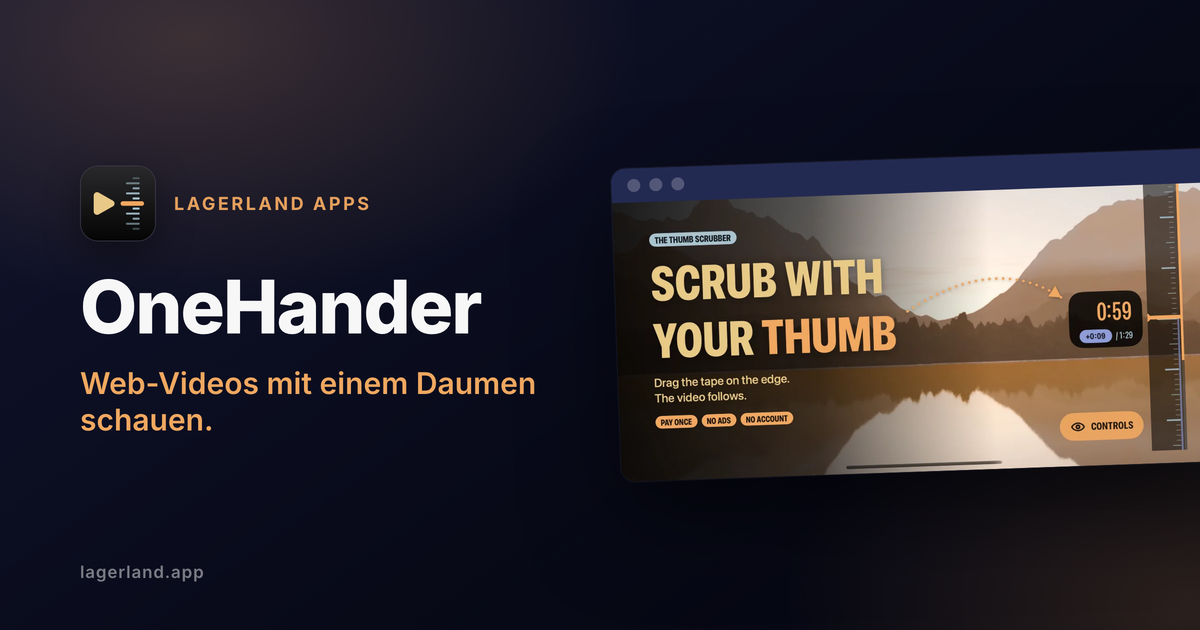 LAGERLAND APPS
OneHander
Web-Videos mit einem Daumen
schauen.
lagerland.app
THE THUMB SCRUBBER
SCRUB WITH
YOUR THUMB
Drag the tape on the edge.
The video follows.
PAY ONCE NO ADS NO ACCOUNT
0:59
+0:09 / 1:29
CONTROLS